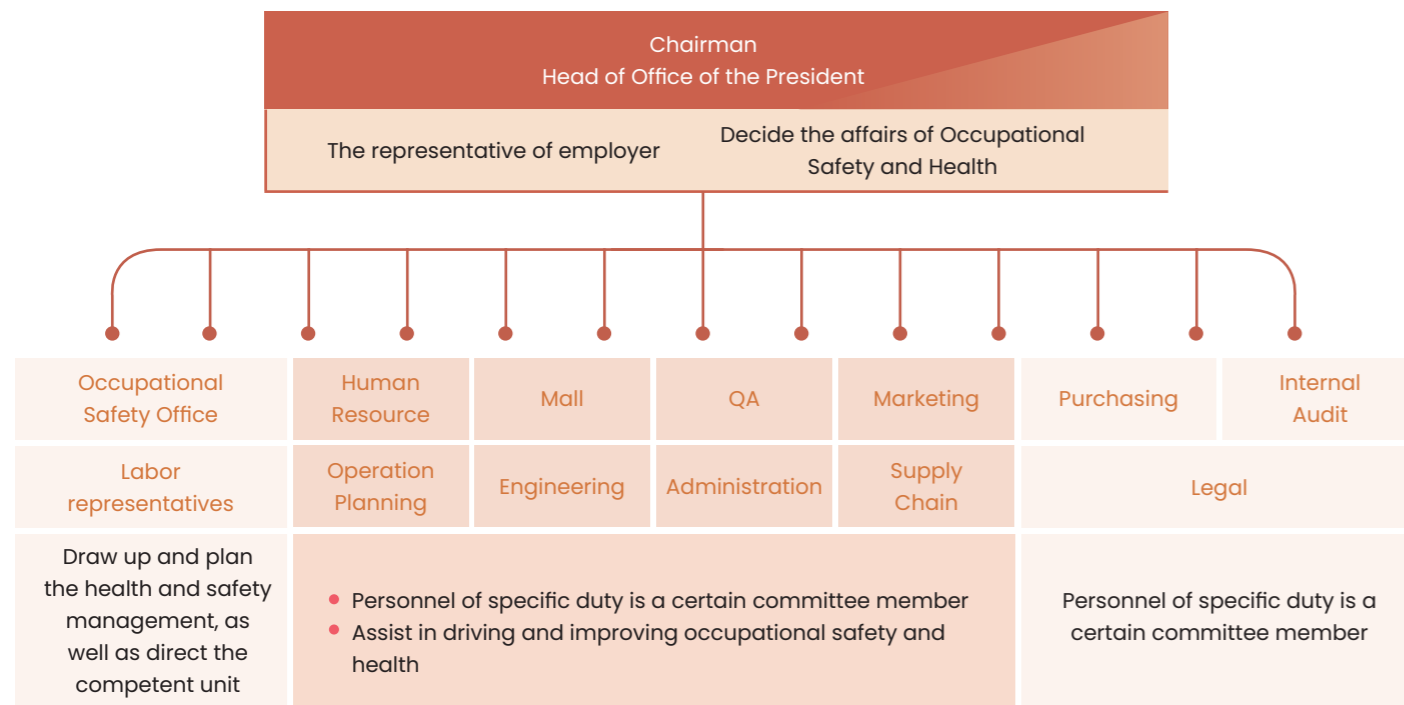 Chairman
Head of Office of the President
The representative of employer
Decide the affairs of Occupational
Safety and Health
Occupational
Safety Office
Human
Resource
Mall
QA
Marketing
Purchasing
Internal
Audit
Labor
representatives
Operation
Planning
Engineering
Administration
Supply
Chain
Legal
Draw up and plan
the health and safety
management, as
well as direct the
competent unit
Personnel of specific duty is a certain committee member
Assist in driving and improving occupational safety and
health
Personnel of specific duty is a
certain committee member